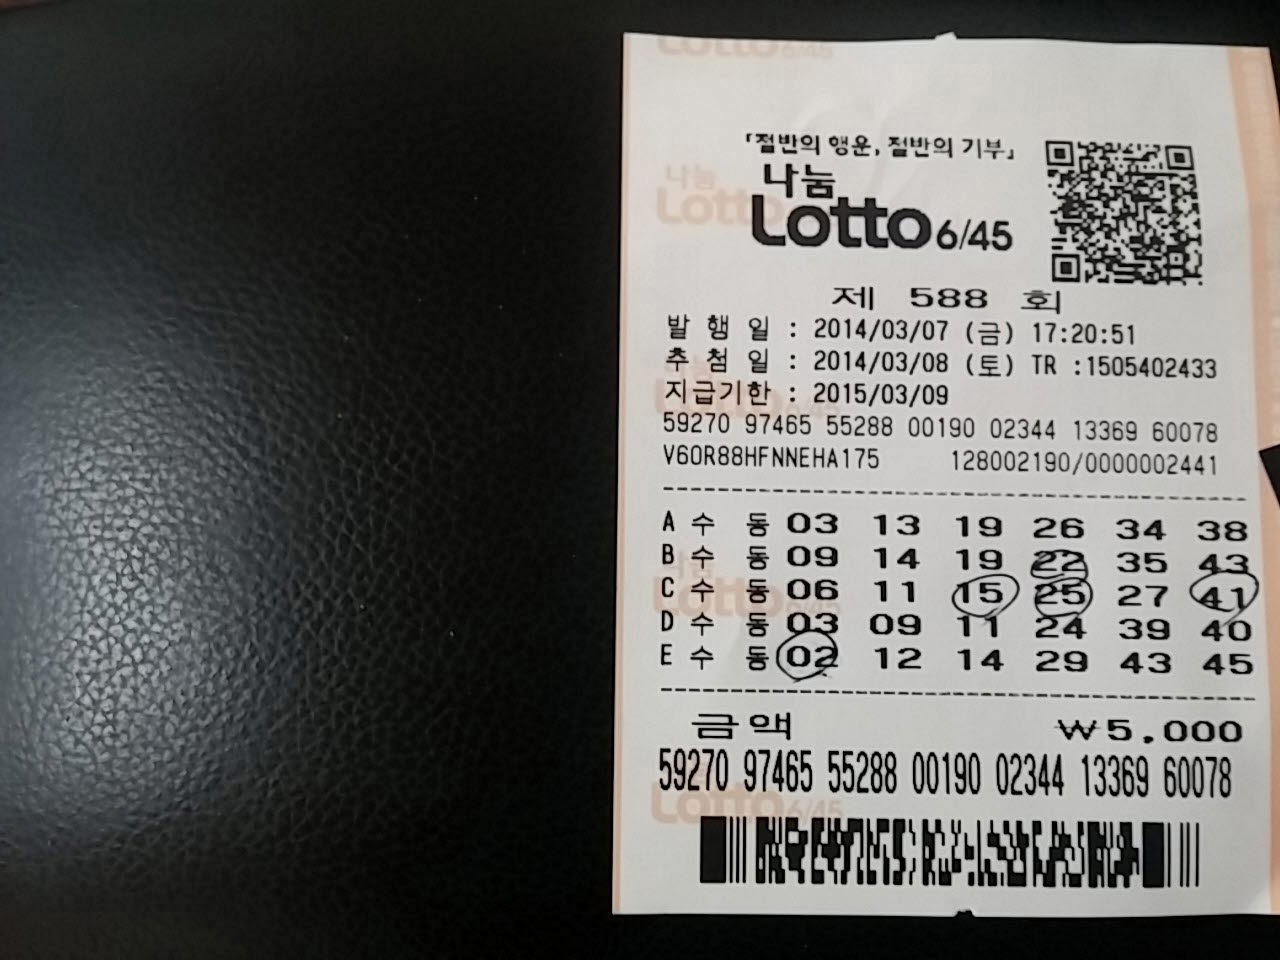 「절반의 행운, 절반의 기부」
나눔
Lotto 6/45
제 588 회
발 행 일 : 2014/03/07 (금) 17:20:51
추 첨 일 : 2014/03/08 (토) TR :1505402433
지급기한 : 2015/03/09
59270 97465 55288 00190 02344 13369 60078
V60R88HFNNEHA175 128002190/0000002441
A 수 동 03 13 19 26 34 38
B 수 동 09 14 19 22 35 43
C 수 동 06 11 15 25 27 41
D 수 동 03 09 11 24 39 40
E 수 동 02 12 14 29 43 45
금액 ₩5,000
59270 97465 55288 00190 02344 13369 60078